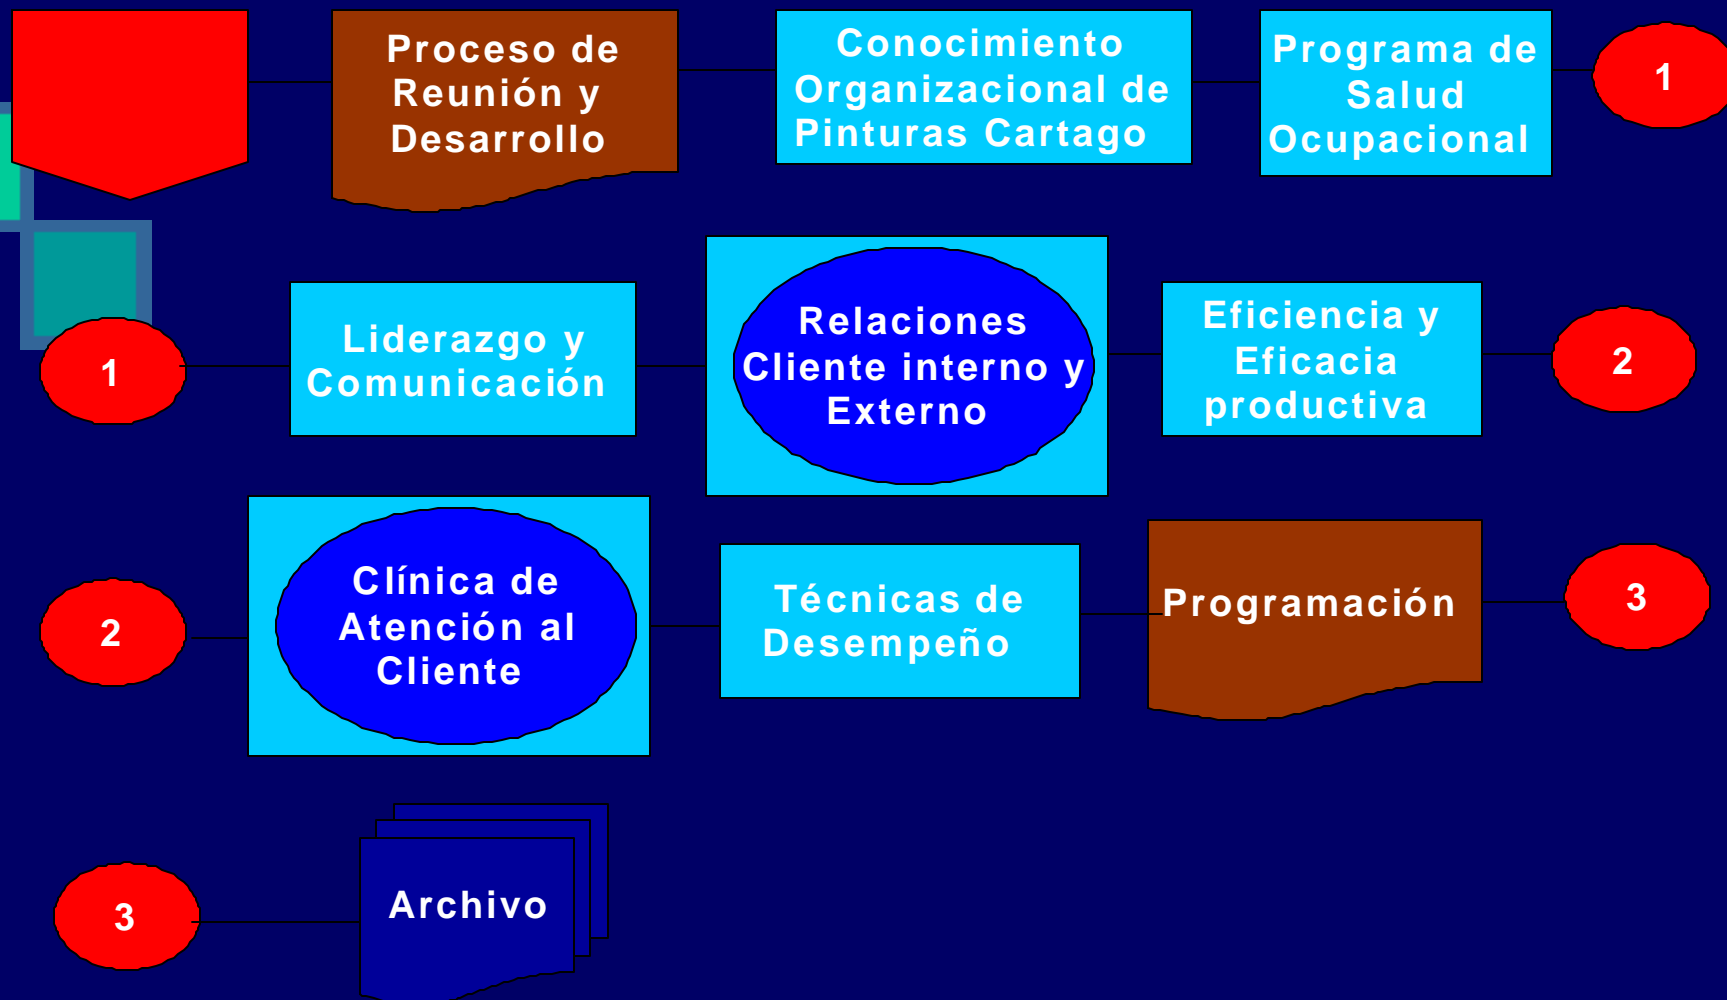 Proceso de
Reunión y
Desarrollo
Conocimiento
Organizacional de
Pinturas Cartago
Programa de
Salud
Ocupacional
1
1
Liderazgo y
Comunicación
Relaciones
Cliente interno y
Externo
Eficiencia y
Eficacia
productiva
2
2
Clínica de
Atención al
Cliente
Técnicas de
Desempeño
Programación
3
3
Archivo